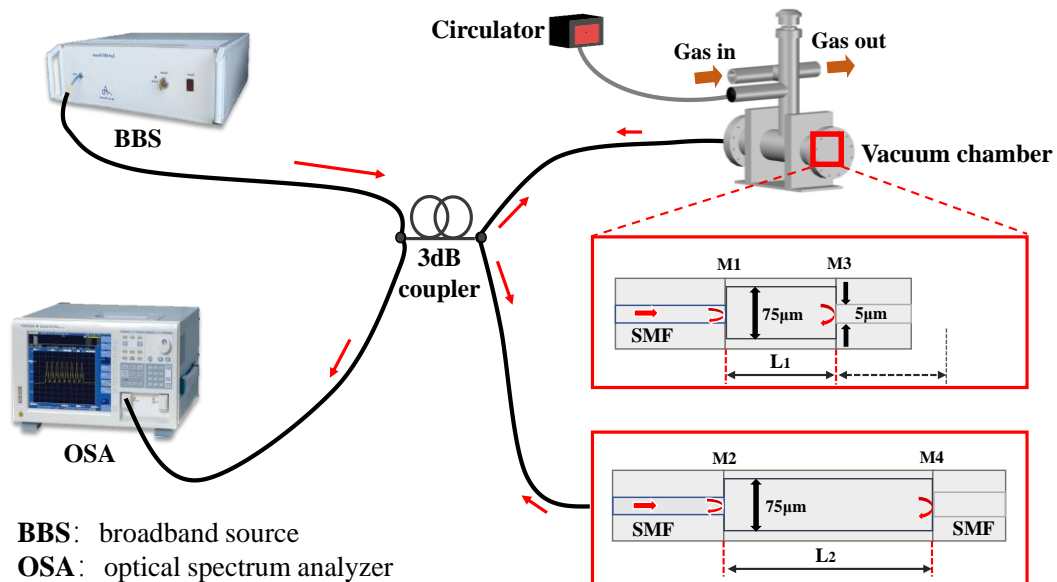 Circulator
Gas in
Gas out
BBS
Vacuum chamber
3dB
coupler
M1
M3
75μm
5μm
SMF
L1
OSA
M2
M4
75μm
SMF
SMF
L2
BBS： broadband source
OSA： optical spectrum analyzer